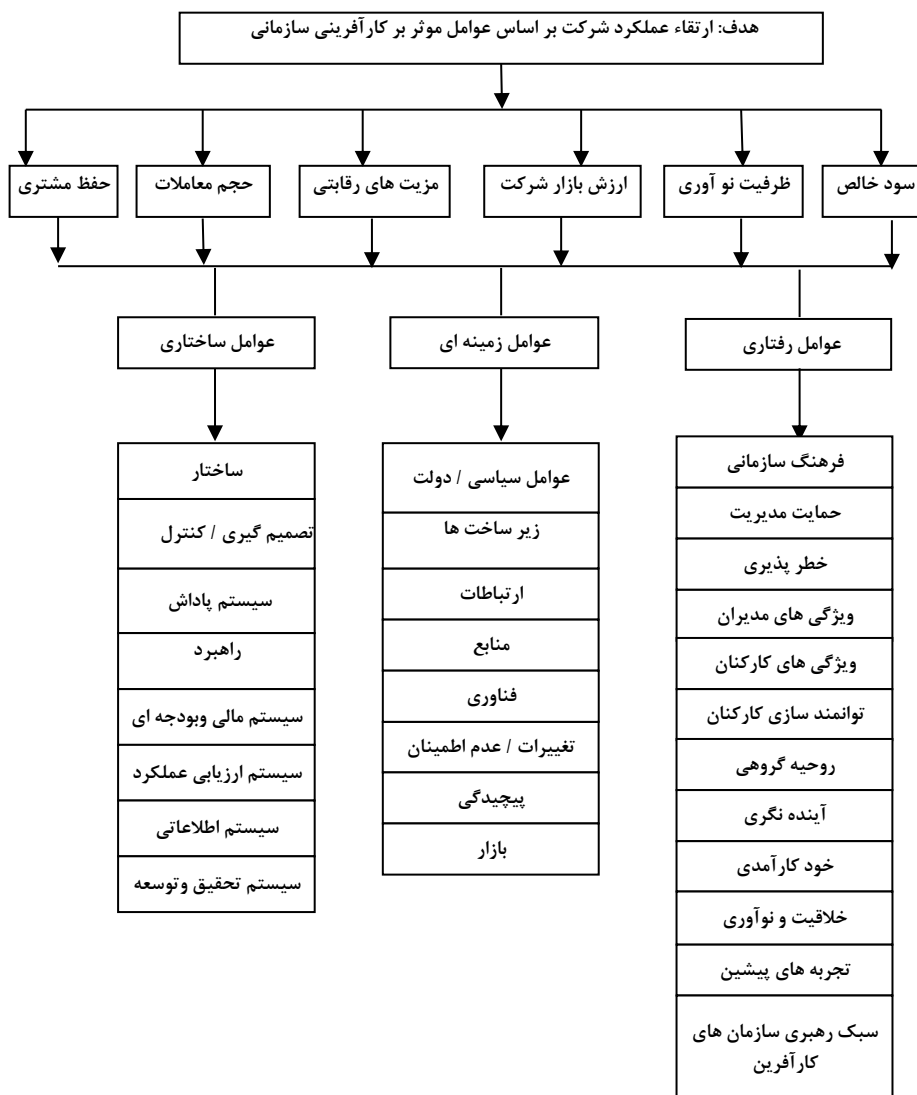 هدف: ارتقاء عملکرد شرکت بر اساس عوامل موثر بر کارآفرینی سازمانی
سود خالص
ظرفیت نو آوری
ارزش بازار شرکت
مزیت های رقابتی
حجم معاملات
حفظ مشتری
عوامل رفتاری
عوامل زمینه ای
عوامل ساختاری
فرهنگ سازمانی
حمایت مدیریت
خطر پذیری
ویژگی های مدیران
ویژگی های کارکنان
توانمند سازی کارکنان
روحیه گروهی
آینده نگری
خود کارآمدی
خلاقیت و نوآوری
تجربه های پیشین
سبک رهبری سازمان های
کارآفرین
عوامل سیاسی / دولت
زیر ساخت ها
ارتباطات
منابع
فناوری
تغییرات / عدم اطمینان
پیچیدگی
بازار
ساختار
تصمیم گیری / کنترل
سیستم پاداش
راهبرد
سیستم مالی وبودجه ای
سیستم ارزیابی عملکرد
سیستم اطلاعاتی
سیستم تحقیق وتوسعه